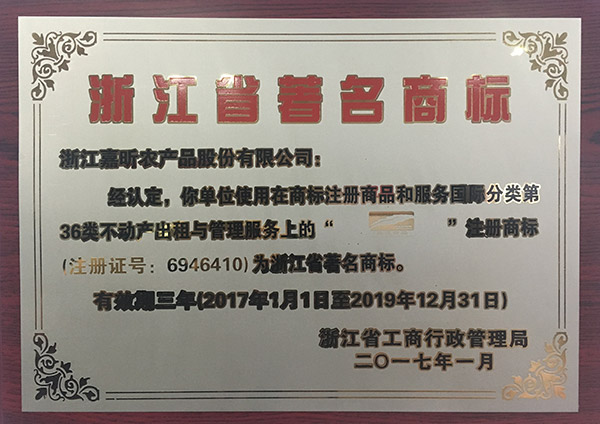 浙江省著名商标
浙江嘉昕农产品股份有限公司：
经认定，你单位使用在商标注册商品和服务国际分类第
36类不动产出租与管理服务上的“ ”注册商标
(注册证号：6946410)为浙江省著名商标。
有效期三年(2017年1月1日至2019年12月31日)
浙江省工商行政管理局
二〇一七年一月